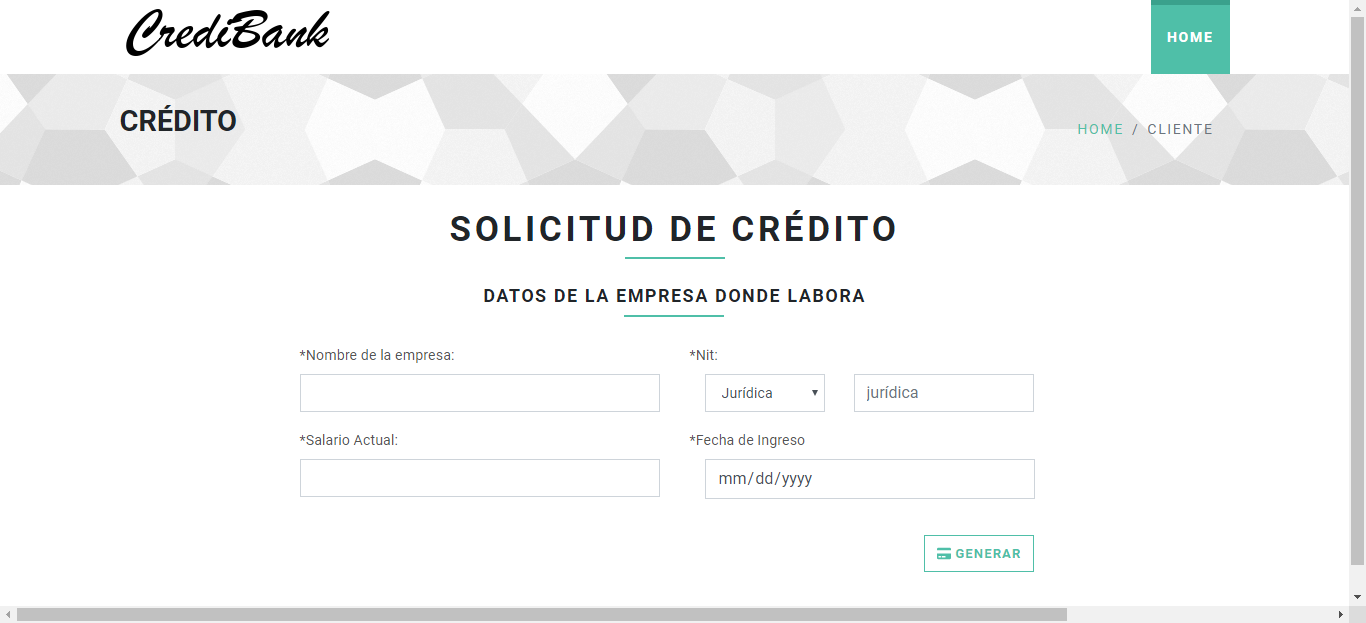 CrediBank
HOME
CRÉDITO
HOME / CLIENTE
SOLICITUD DE CRÉDITO
DATOS DE LA EMPRESA DONDE LABORA
*Nombre de la empresa:
*Nit:
Jurídica
jurídica
*Salario Actual:
*Fecha de Ingreso
mm/dd/yyyy
GENERAR